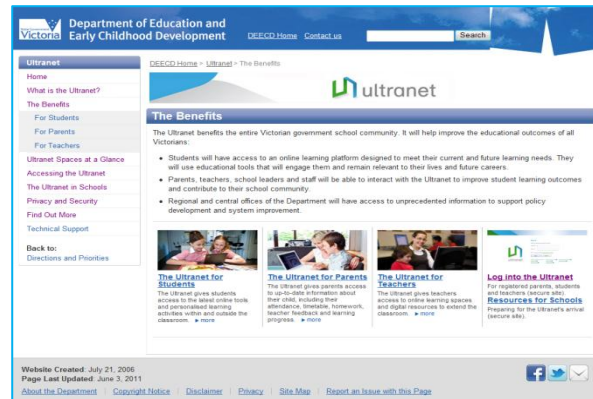 Victoria
Department of Education and
Early Childhood Development
DEECD Home Contact us
Search
Ultranet
Home
What is the Ultranet?
The Benefits
For Students
For Parents
For Teachers
Ultranet Spaces at a Glance
Accessing the Ultranet
The Ultranet in Schools
Privacy and Security
Find Out More
Technical Support
Back to:
Directions and Priorities
DEECD Home > Ultranet > The Benefits
ultranet
The Benefits
The Ultranet benefits the entire Victorian government school community. It will help improve the educational outcomes of all
Victorians:
• Students will have access to an online learning platform designed to meet their current and future learning needs. They
will use educational tools that will engage them and remain relevant to their lives and future careers.
• Parents, teachers, school leaders and staff will be able to interact with the Ultranet to improve student learning outcomes
and contribute to their school community.
• Regional and central offices of the Department will have access to unprecedented information to support policy
development and system improvement.
The Ultranet for
Students
The Ultranet gives students
access to the latest online tools
and personalised learning
activities within and outside the
classroom. ► more
The Ultranet for Parents
The Ultranet gives parents access
to up-to-date information about
their child, including their
attendance, timetable, homework,
teacher feedback and learning
progress. ► more
The Ultranet for
Teachers
The Ultranet gives teachers
access to online learning spaces
and digital resources to extend the
classroom. ► more
Log into the Ultranet
For registered parents, students
and teachers (secure site)
Resources for Schools
Preparing for the Ultranet's arrival
(secure site).
Website Created: July 21, 2006
Page Last Updated: June 3, 2011
About the Department | Copyright Notice | Disclaimer | Privacy | Site Map | Report an Issue with this Page